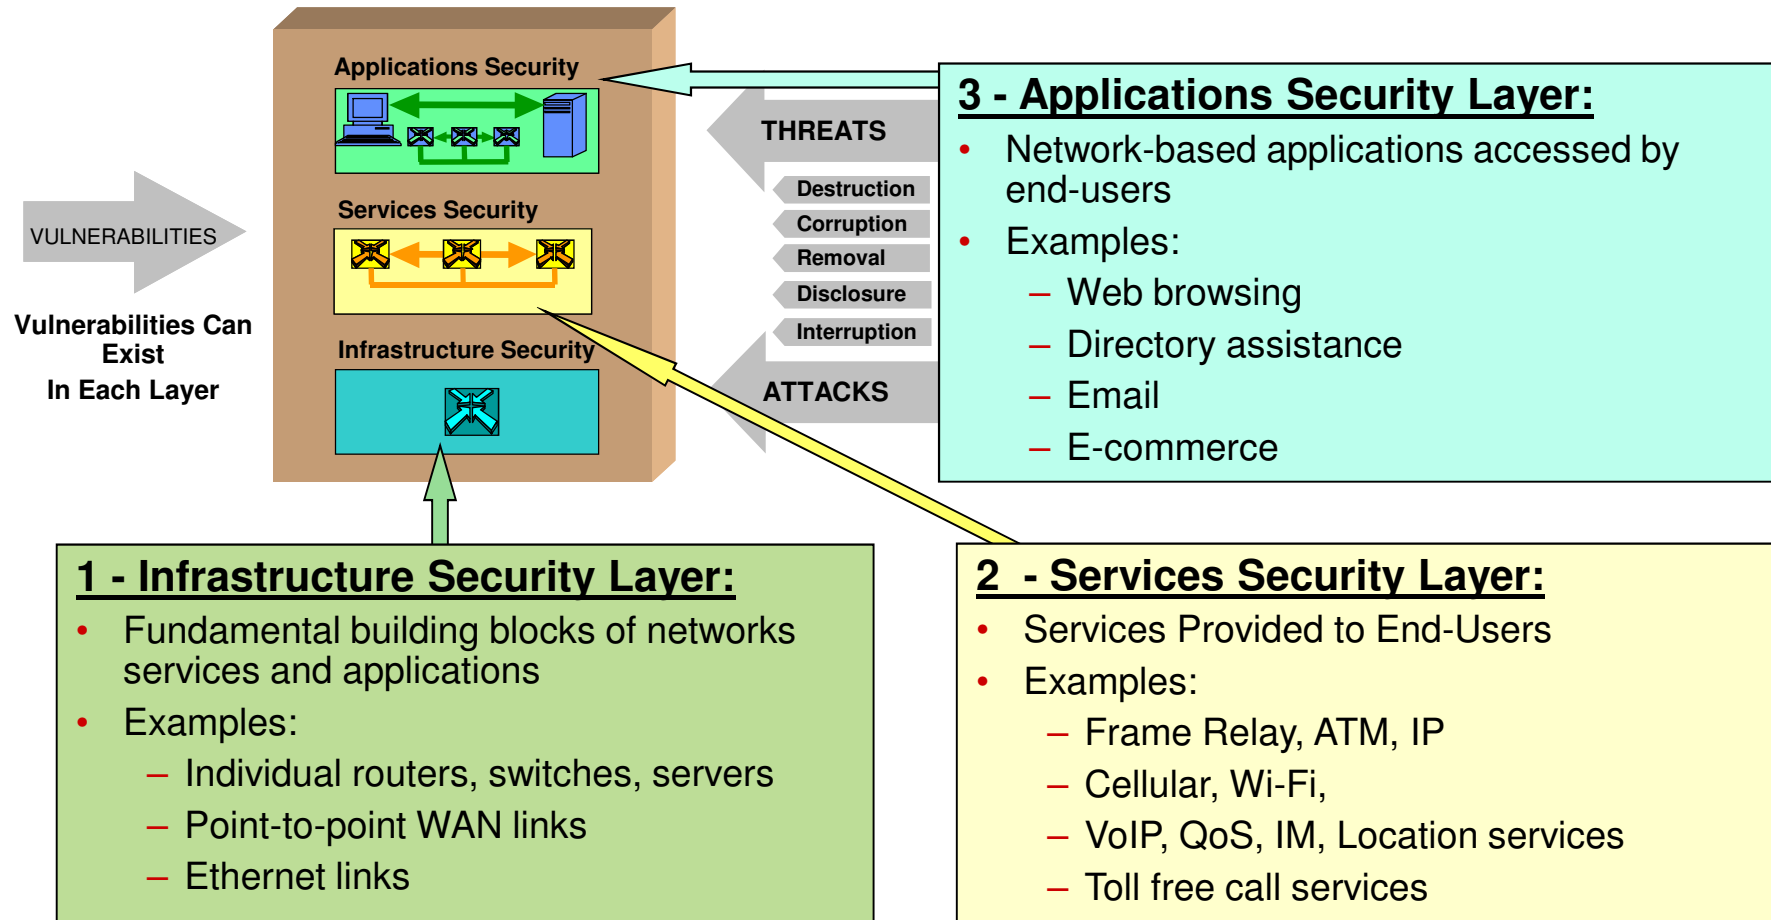 Applications Security
Services Security
Infrastructure Security
VULNERABILITIES
Vulnerabilities Can
Exist
In Each Layer
THREATS
Destruction
Corruption
Removal
Disclosure
Interruption
ATTACKS
3 - Applications Security Layer:
• Network-based applications accessed by
end-users
• Examples:
– Web browsing
– Directory assistance
– Email
– E-commerce
1 - Infrastructure Security Layer:
• Fundamental building blocks of networks
services and applications
• Examples:
– Individual routers, switches, servers
– Point-to-point WAN links
– Ethernet links
2 - Services Security Layer:
• Services Provided to End-Users
• Examples:
– Frame Relay, ATM, IP
– Cellular, Wi-Fi,
– VoIP, QoS, IM, Location services
– Toll free call services